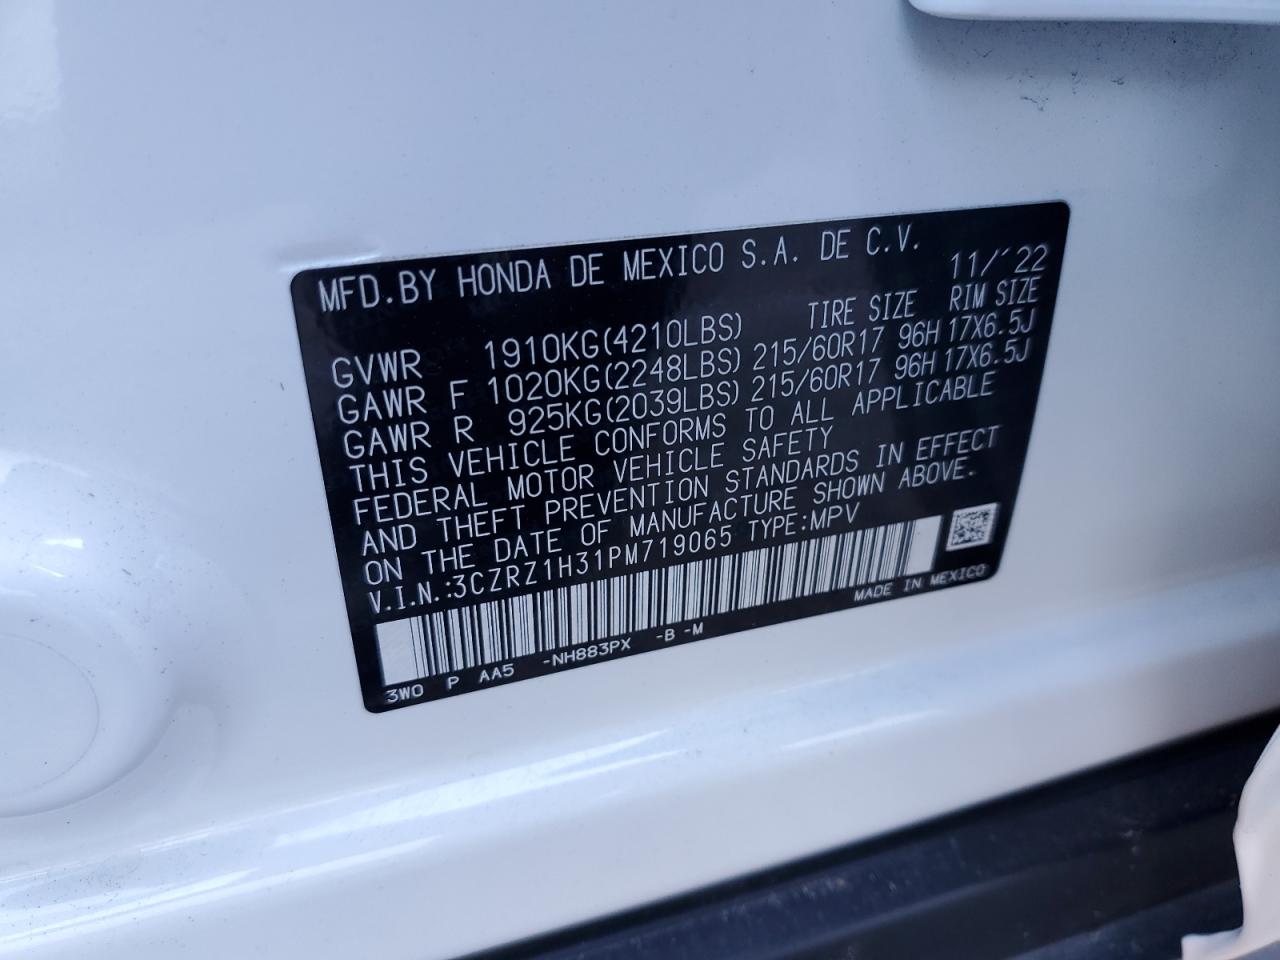 MFD.BY HONDA DE MEXICO S.A. DE C.V. 11/'22
TIRE SIZE RIM SIZE
GVWR 1910KG(4210LBS)
GAWR F 1020KG(2248LBS) 215/60R17 96H 17X6.5J
GAWR R 925KG(2039LBS) 215/60R17 96H 17X6.5J
THIS VEHICLE CONFORMS TO ALL APPLICABLE
FEDERAL MOTOR VEHICLE SAFETY
AND THEFT PREVENTION STANDARDS IN EFFECT
ON THE DATE OF MANUFACTURE SHOWN ABOVE.
V.I.N.:3CZRZ1H31PM719065 TYPE:MPV
MADE IN MEXICO
3W0 P AA5 -NH883PX -B -M